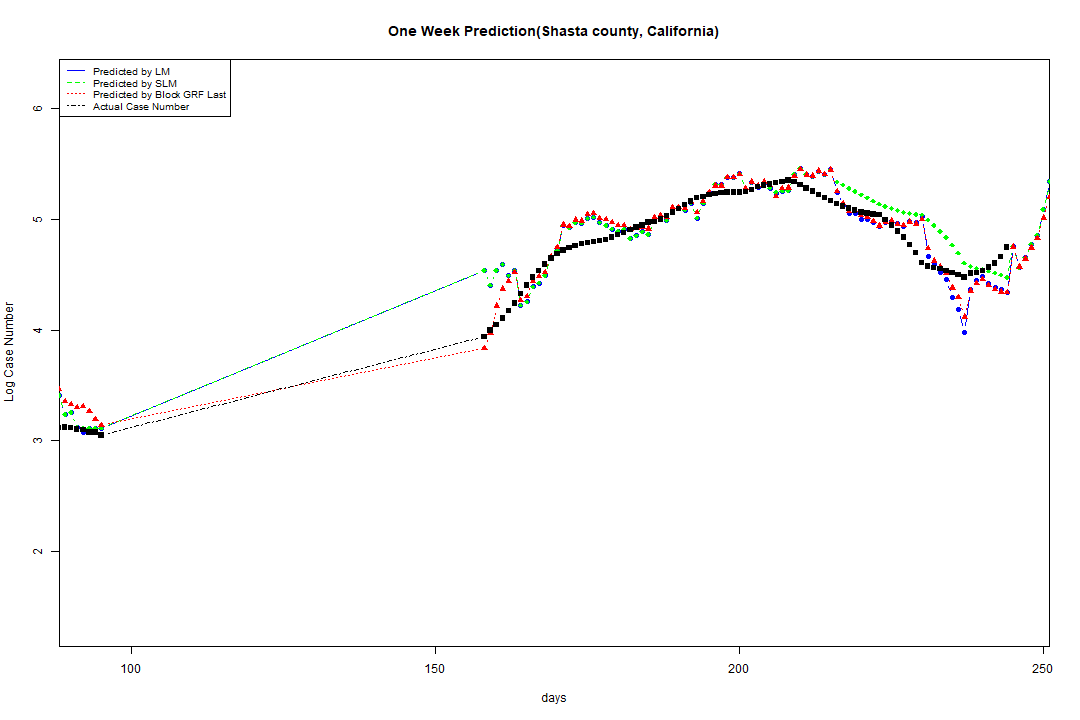 One Week Prediction(Shasta county, California)
Predicted by LM
Predicted by SLM
Predicted by Block GRF Last
Actual Case Number
6
5
4
3
2
Log Case Number
100 150 200 250
days